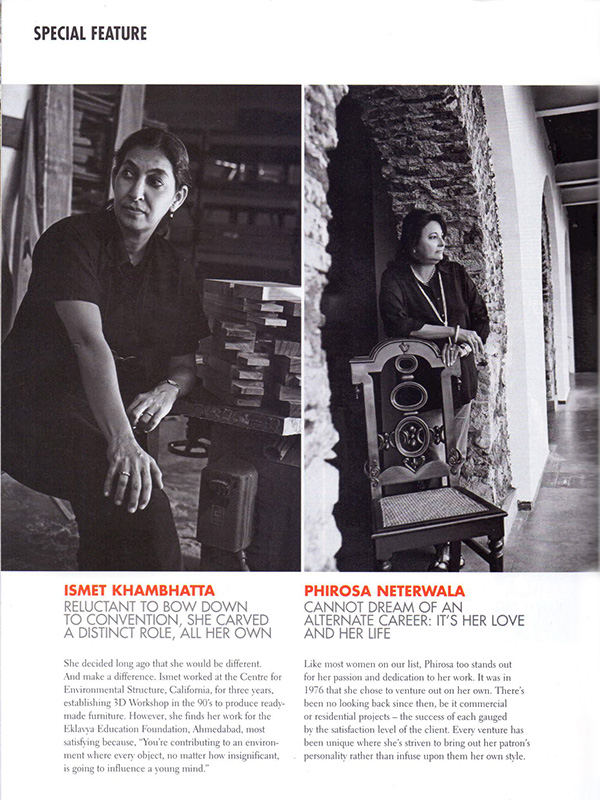 SPECIAL FEATURE
ISMET KHAMBHATTA
RELUCTANT TO BOW DOWN
TO CONVENTION, SHE CARVED
A DISTINCT ROLE, ALL HER OWN
She decided long ago that she would be different.
And make a difference. Ismet worked at the Centre for
Environmental Structure, California, for three years,
establishing 3D Workshop in the 90's to produce ready-
made furniture. However, she finds her work for the
Eklavya Education Foundation, Ahmedabad, most
satisfying because, “You're contributing to an environ-
ment where every object, no matter how insignificant,
is going to influence a young mind.”
PHIROSA NETERWALA
CANNOT DREAM OF AN
ALTERNATE CAREER: IT'S HER LOVE
AND HER LIFE
Like most women on our list, Phirosa too stands out
for her passion and dedication to her work. It was in
1976 that she chose to venture out on her own. There's
been no looking back since then, be it commercial
or residential projects – the success of each gauged
by the satisfaction level of the client. Every venture has
been unique where she's striven to bring out her patron's
personality rather than infuse upon them her own style.